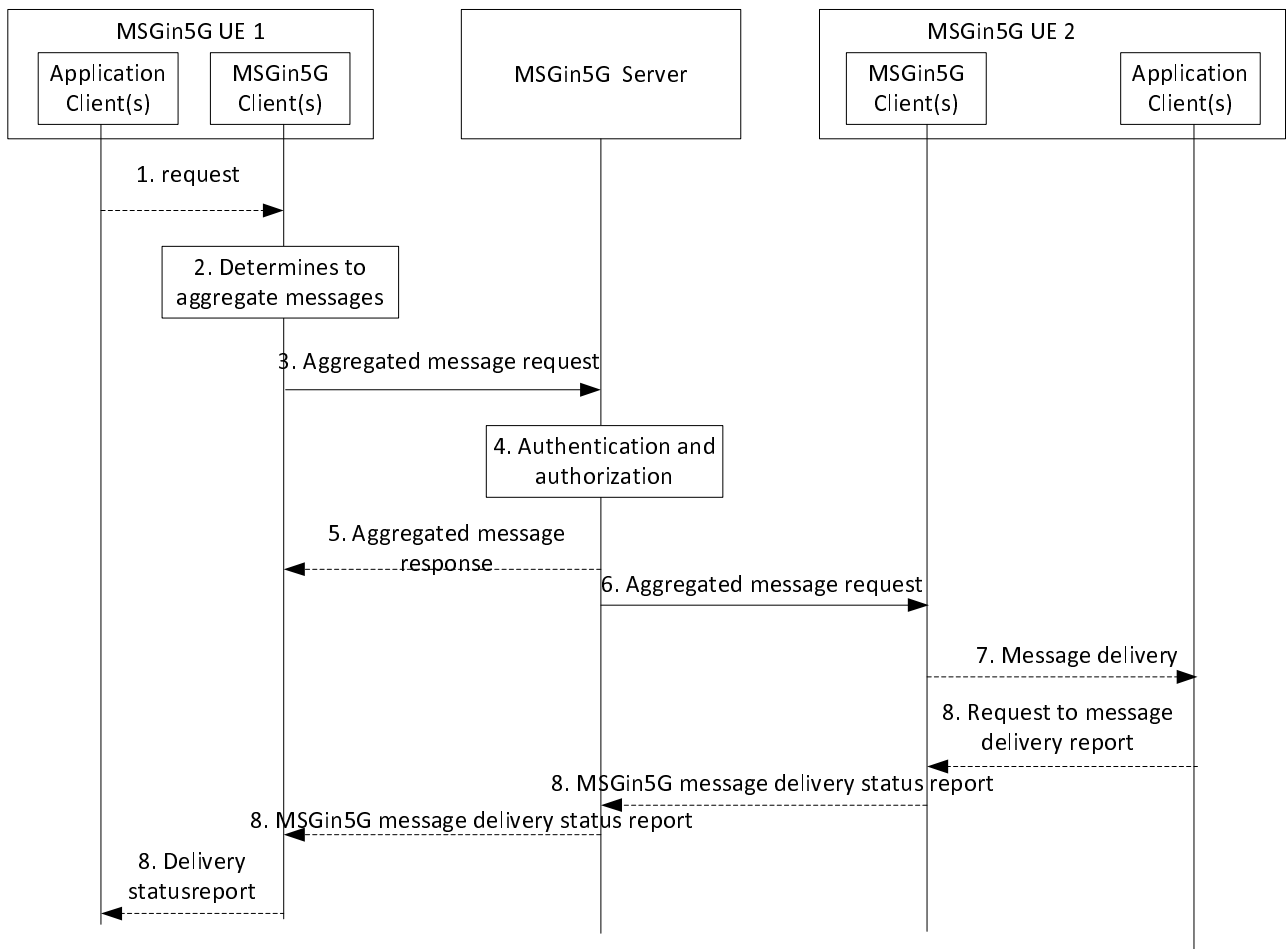 MSGin5G UE 1
Application
Client(s)
MSGin5G
Client(s)
MSGin5G Server
MSGin5G UE 2
MSGin5G
Client(s)
Application
Client(s)
1. request
2. Determines to
aggregate messages
3. Aggregated message request
4. Authentication and
authorization
5. Aggregated message
response
6. Aggregated message request
7. Message delivery
8. Request to message
delivery report
8. MSGin5G message delivery status report
8. MSGin5G message delivery status report
8. Delivery
statusreport